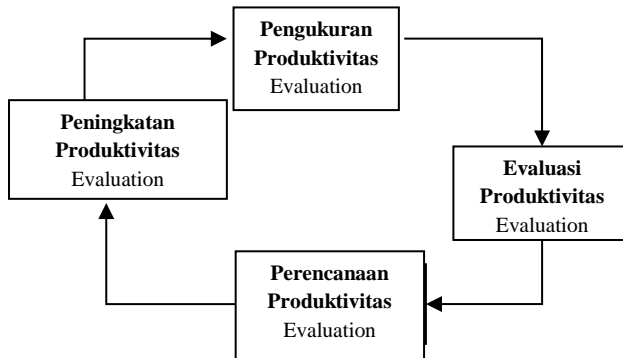 Pengukuran
Produktivitas
Evaluation
Peningkatan
Produktivitas
Evaluation
Evaluasi
Produktivitas
Evaluation
Perencanaan
Produktivitas
Evaluation